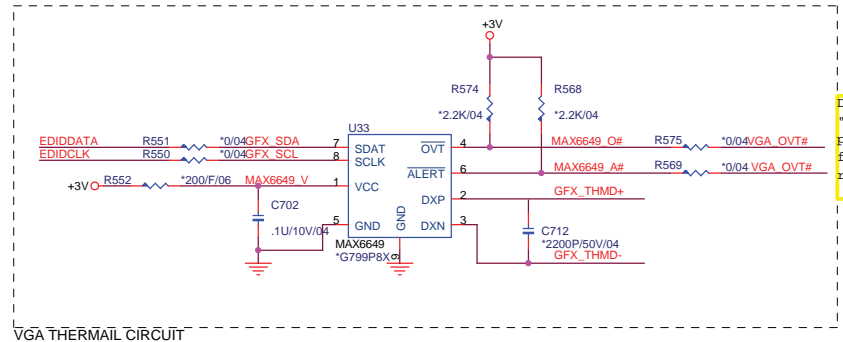 +3V
R574
R568
*2.2K/04
*2.2K/04
U33
EDIDDATA R551 *0/04 GFX_SDA 7 SDAT OVT 4 MAX6649_O# R575 *0/04 VGA_OVT#
EDIDCLK R550 *0/04 GFX_SCL 8 SCLK
ALERT 6 MAX6649_A# R569 *0/04 VGA_OVT#
+3V R552 *200/F/06 MAX6649_V 1 VCC
DXP 2 GFX_THMD+
C702
.1U/10V/04
5 GND GND DXN 3
C712
*2200P/50V/04
MAX6649
*G799P8X 9
GFX_THMD-
VGA THERMAIL CIRCUIT